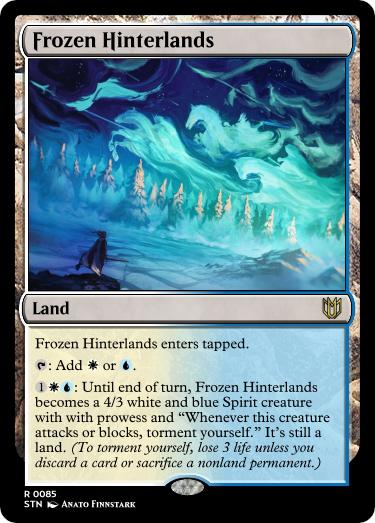 Frozen Hinterlands
Land
Frozen Hinterlands enters tapped.
: Add or .
1 : Until end of turn, Frozen Hinterlands
becomes a 4/3 white and blue Spirit creature
with with prowess and “Whenever this creature
attacks or blocks, torment yourself.” It’s still a
land. (To torment yourself, lose 3 life unless you
discard a card or sacrifice a nonland permanent.)
R 0085
STN ANATO FINNSTARK